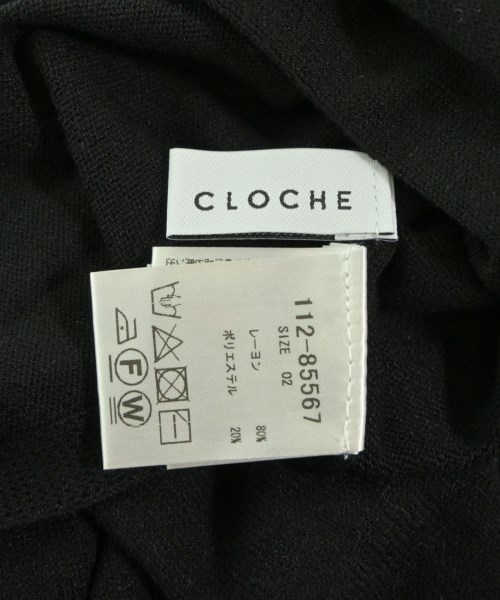 CLOCHE
112-85567
SIZE 02
レーヨン 80%
ポリエステル 20%
F
W